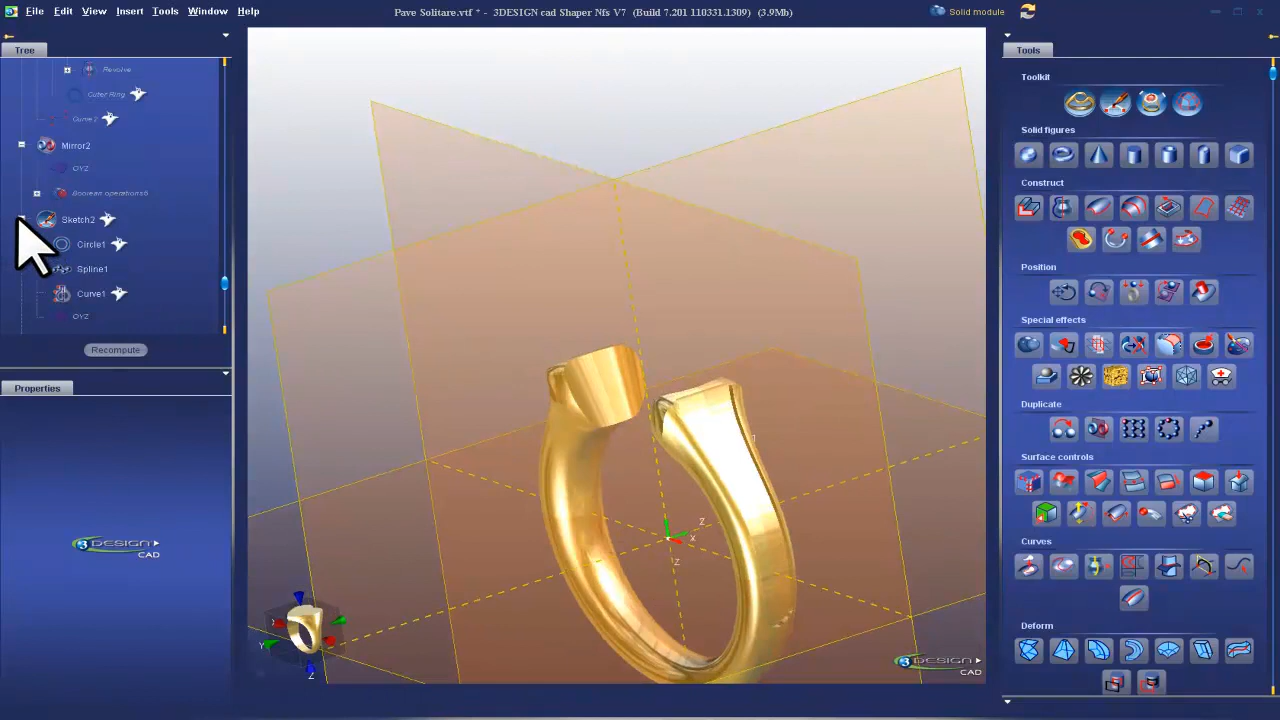 File Edit View Insert Tools Window Help
Pave Solitare.vtf * - 3DESIGN cad Shaper Nfs V7 (Build 7.201 110331.1309) (3.9Mb)
Solid module
Tree
Revolve
Outer Ring
Curve2
Mirror2
OYZ
Boolean operations6
Sketch2
Circle1
Spline1
Curve1
OYZ
Recompute
Properties
3DESIGN
CAD
Z
X
Z
X
Y
Z
3DESIGN
CAD
Tools
Toolkit
Solid figures
Construct
Position
Special effects
Duplicate
Surface controls
Curves
Deform